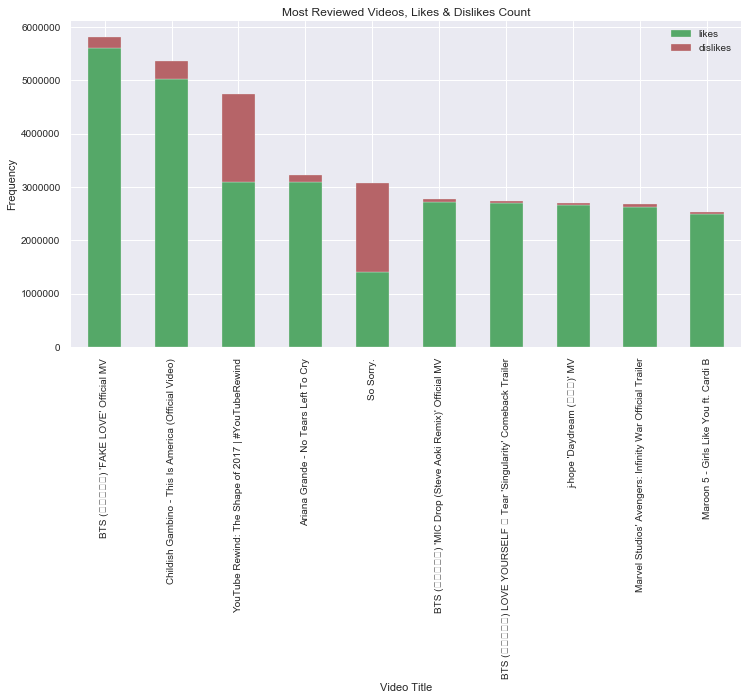 Most Reviewed Videos, Likes & Dislikes Count
likes
dislikes
Frequency
6000000
5000000
4000000
3000000
2000000
1000000
0
BTS (□□□□□) 'FAKE LOVE' Official MV
Childish Gambino - This Is America (Official Video)
YouTube Rewind: The Shape of 2017 | #YouTubeRewind
Ariana Grande - No Tears Left To Cry
So Sorry.
BTS (□□□□□) 'MIC Drop (Steve Aoki Remix)' Official MV
BTS (□□□□□) LOVE YOURSELF □ Tear 'Singularity' Comeback Trailer
j-hope 'Daydream (□□□)' MV
Marvel Studios' Avengers: Infinity War Official Trailer
Maroon 5 - Girls Like You ft. Cardi B
Video Title